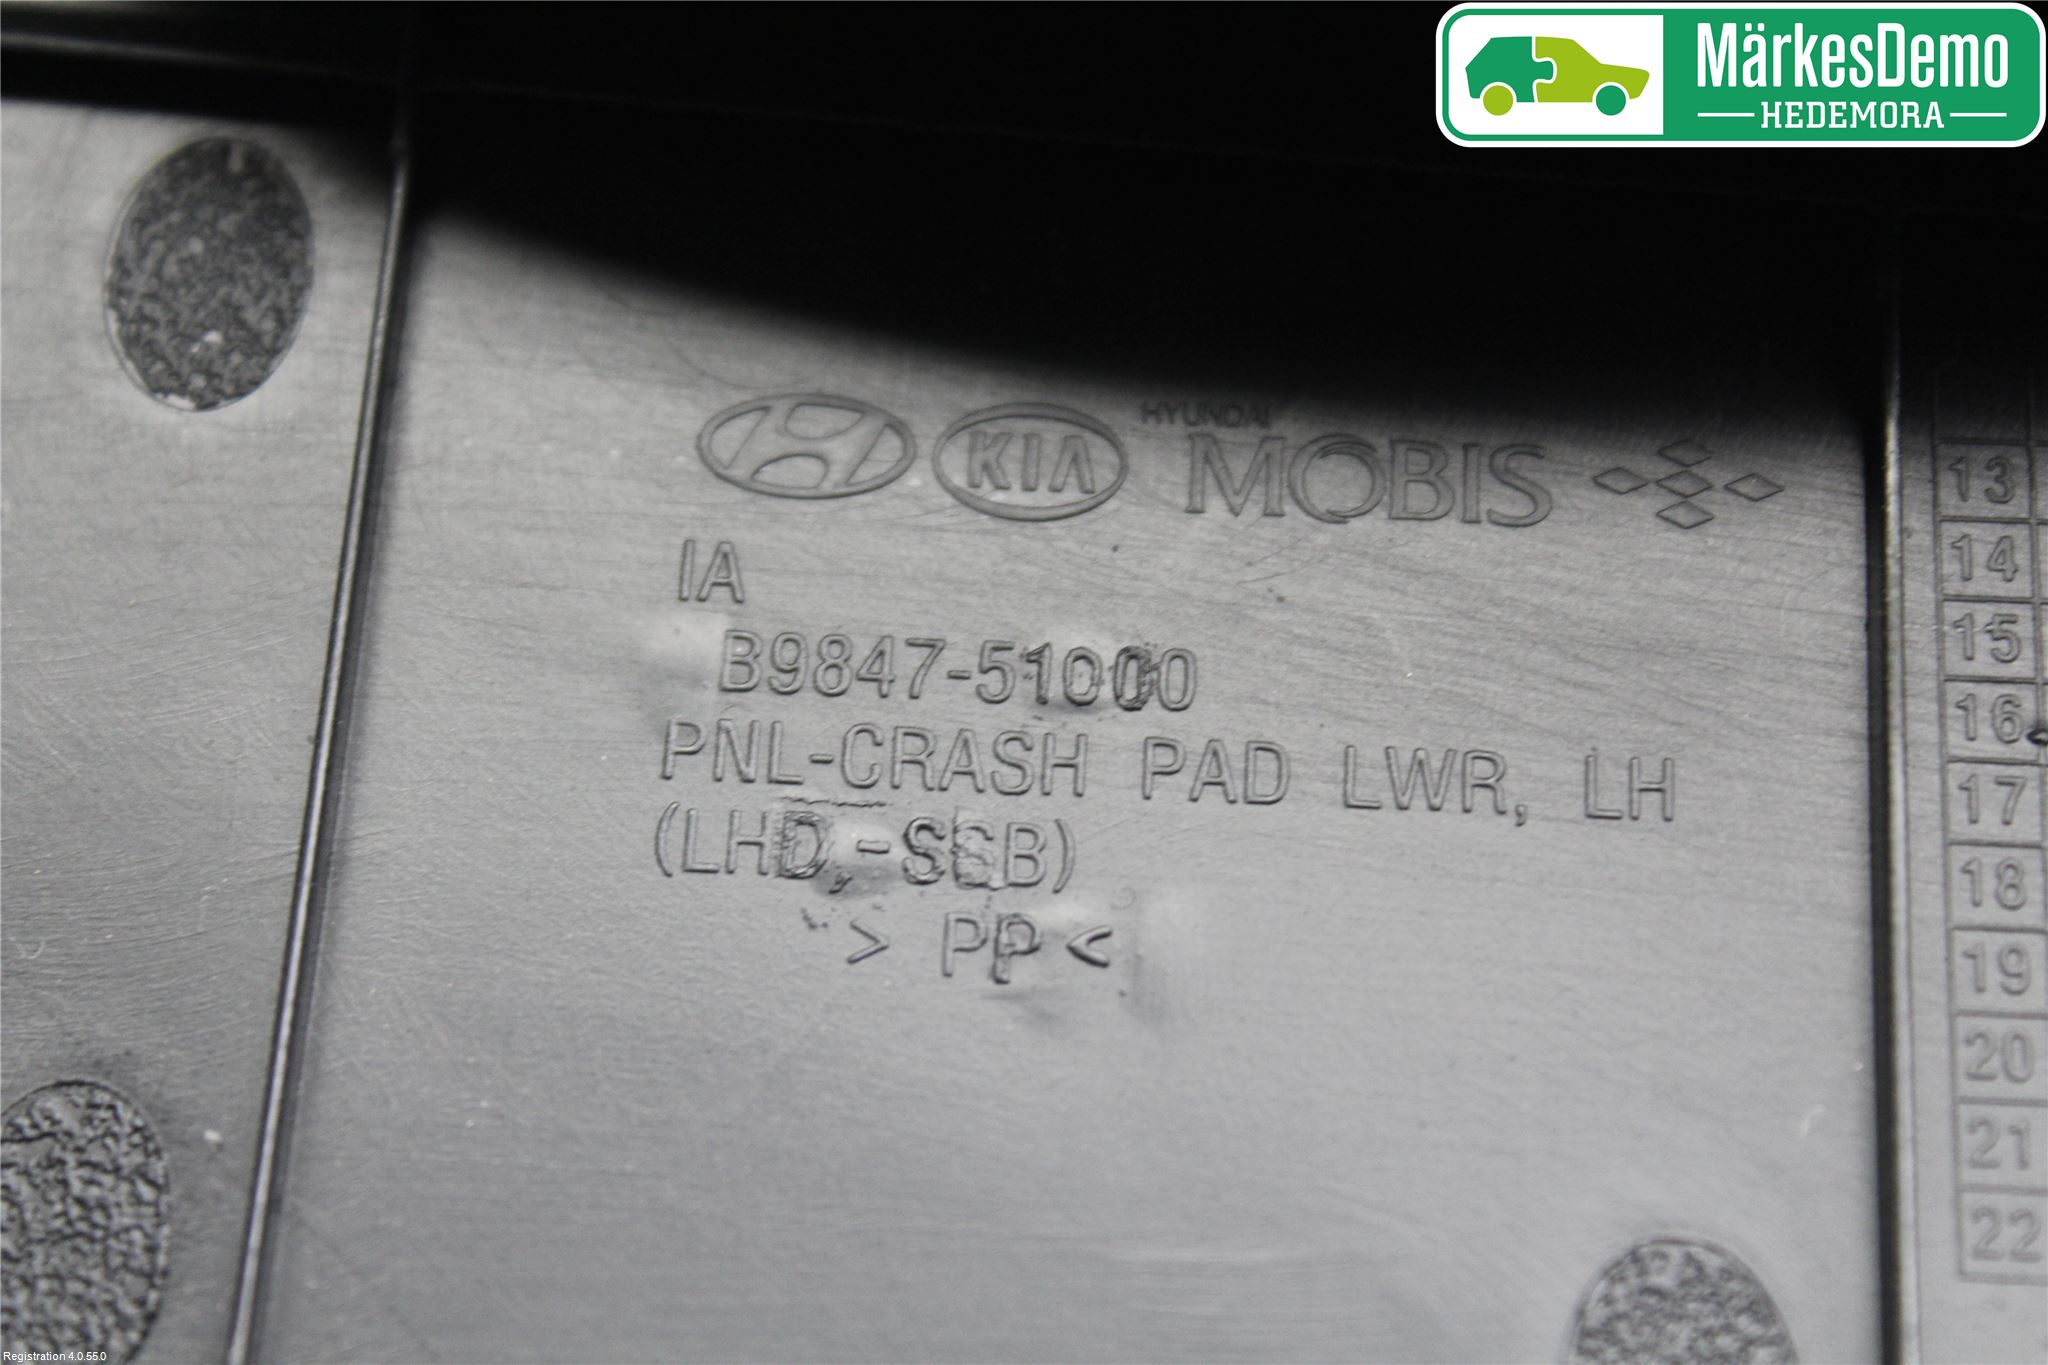 MärkesDemo
HEDEMORA
KIA
HYUNDAI
MOBIS
IA
B9847-51000
PNL-CRASH PAD LWR, LH
(LHD,-SSB)
> PP <
13
14
15
16
17
18
19
20
21
22
Registration 4.0.55.0